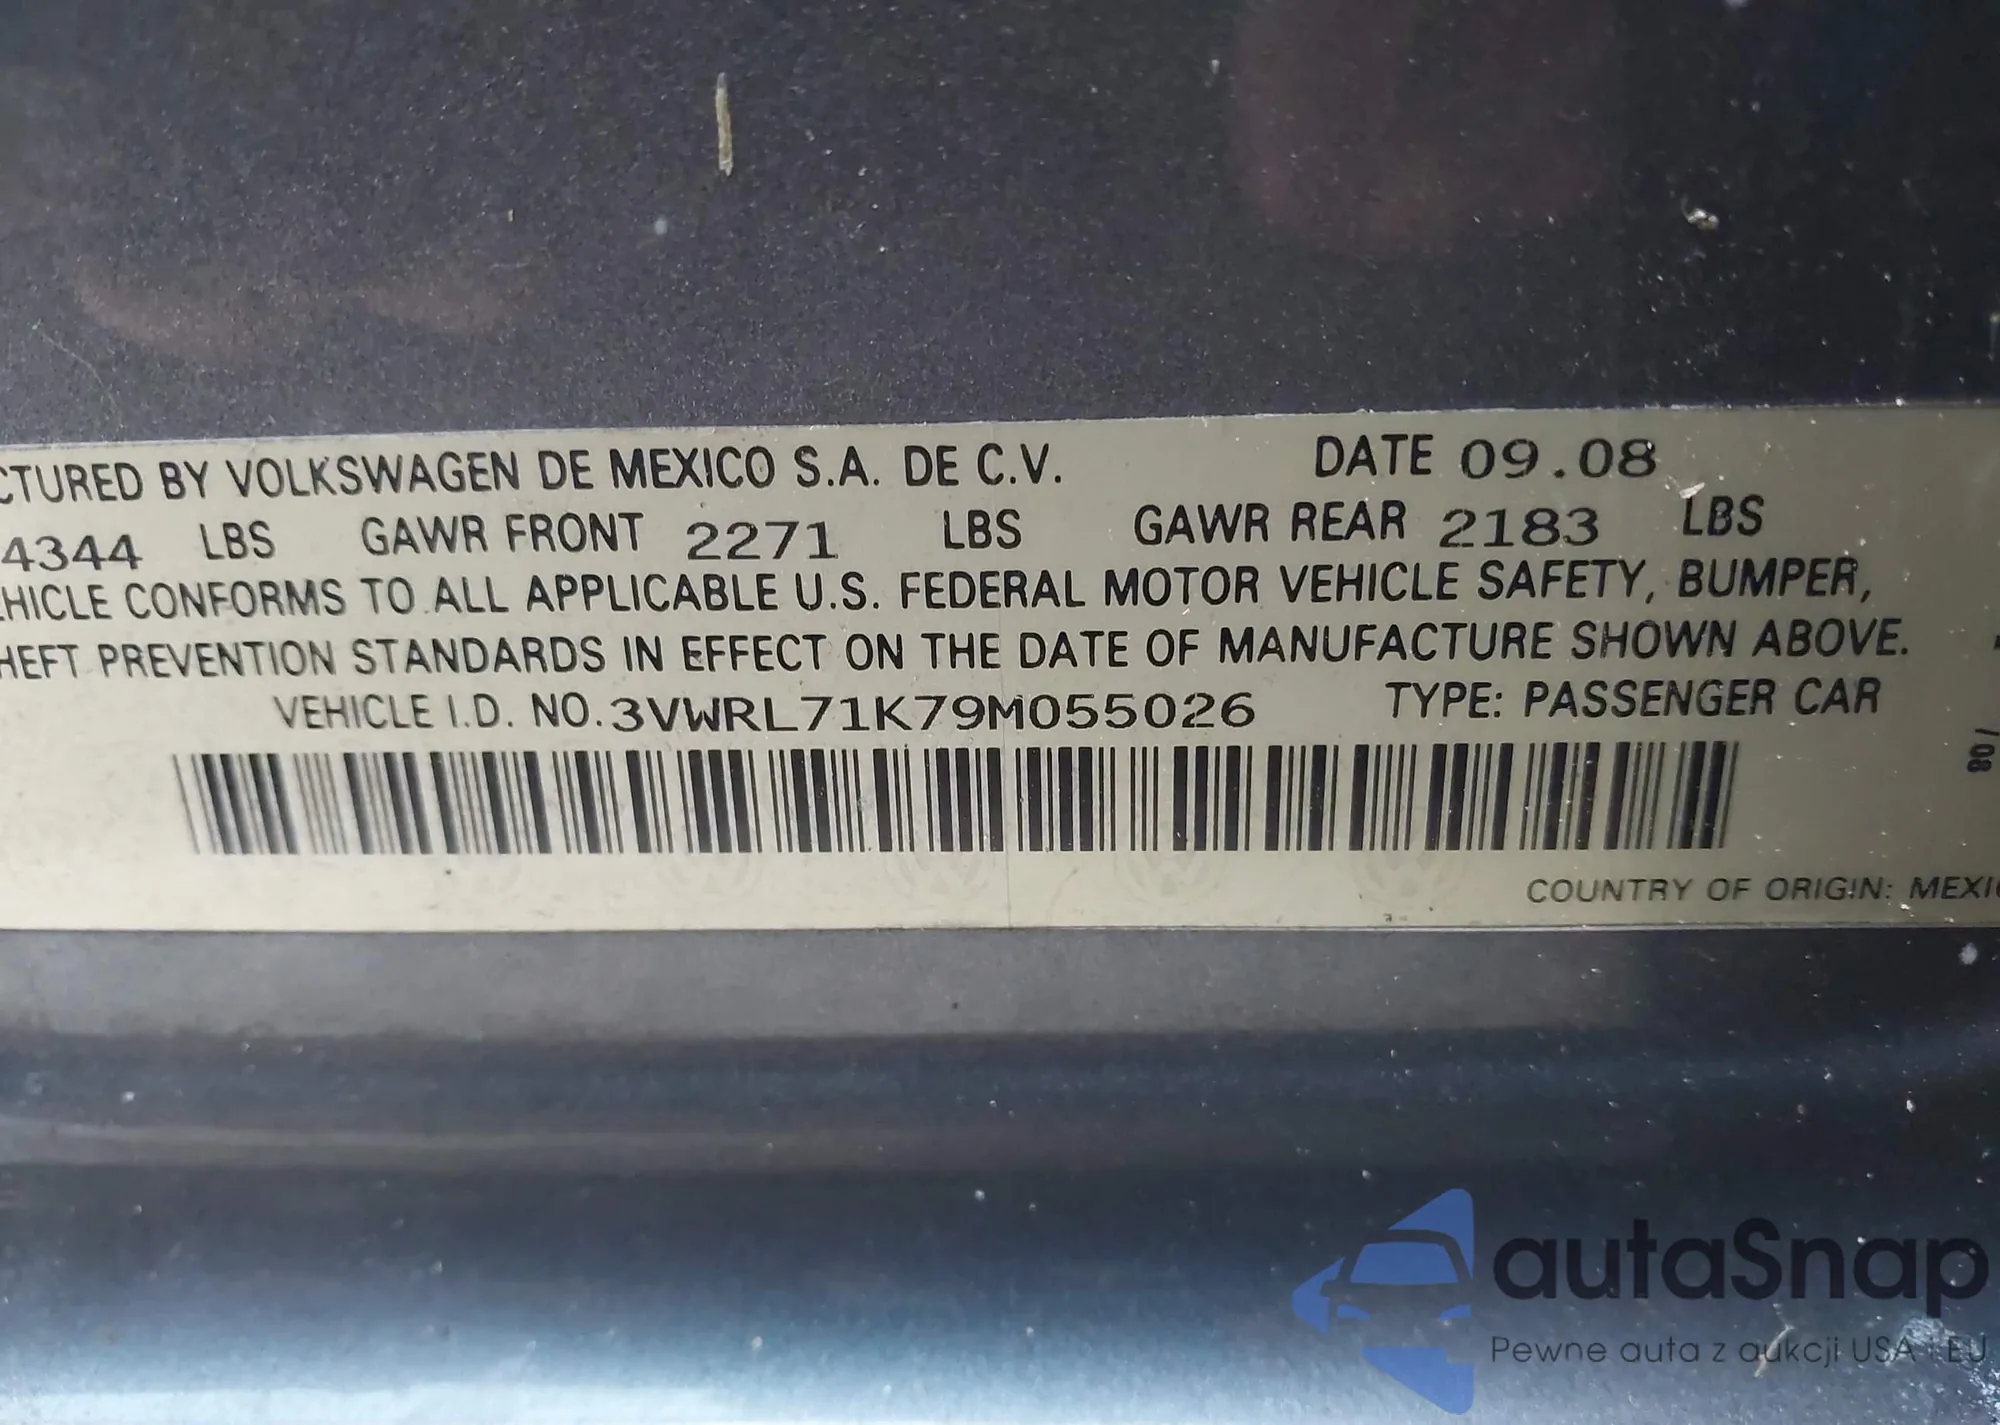 CTURED BY VOLKSWAGEN DE MEXICO S.A. DE C.V. DATE 09.08
4344 LBS GAWR FRONT 2271 LBS GAWR REAR 2183 LBS
EHICLE CONFORMS TO ALL APPLICABLE U.S. FEDERAL MOTOR VEHICLE SAFETY, BUMPER,
HEFT PREVENTION STANDARDS IN EFFECT ON THE DATE OF MANUFACTURE SHOWN ABOVE.
VEHICLE I.D. NO. 3VWRL71K79M055026 TYPE: PASSENGER CAR
/08
COUNTRY OF ORIGIN: MEXIC
autaSnap
Pewne auta z aukcji USA i EU